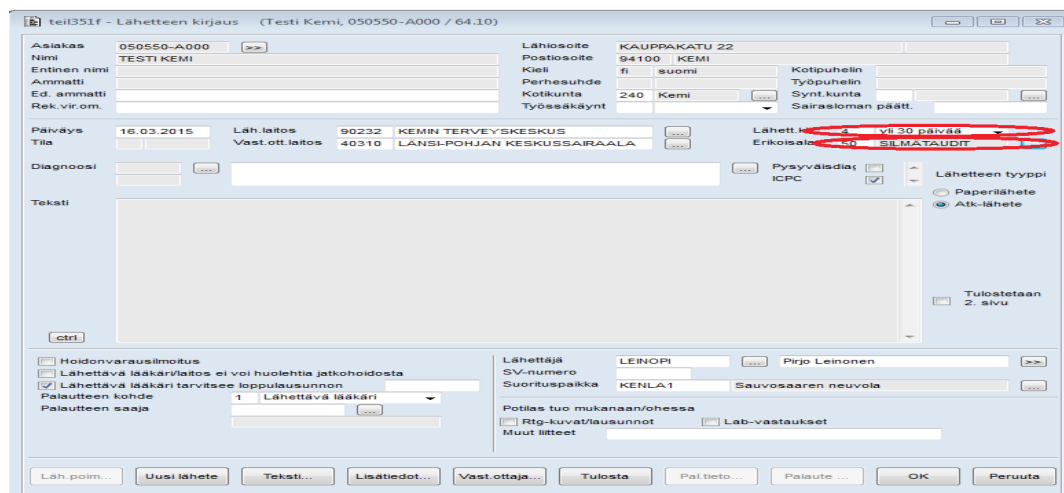 teil351f - Lähetteen kirjaus (Testi Kemi, 050550-A000 / 64.10)
Asiakas 050550-A000 >> Lähiosoite KAUPPAKATU 22
Nimi TESTI KEMI Postiosoite 94100 KEMI
Entinen nimi Kieli fi suomi Kotipuhelin
Ammatti Perhesuhde Työpuhelin
Ed. ammatti Kotikunta 240 Kemi ... Synt.kunta ...
Rek.vir.om. Työssäkäynt Sairasloman päätt.
Päiväys 16.03.2015 Läh.laitos 90232 KEMIN TERVEYSKESKUS ... Lähett.k 4 yli 30 päivää
Tila Vast.ott.laitos 40310 LÄNSI-POHJAN KESKUSSAIRAALA ... Erikoisala 50 SILMÄTAUDIT
Diagnoosi ... ... Pysyväisdiag
ICPC
Lähetteen tyyppi
Paperilähete
Teksti Atk-lähete
Tulostetaan
2. sivu
ctrl
Hoidonvarausilmoitus Lähettäjä LEINOPI ... Pirjo Leinonen >>
Lähettävä lääkäri/laitos ei voi huolehtia jatkohoidosta SV-numero
Lähettävä lääkäri tarvitsee loppulausunnon Suorituspaikka KENLA1 Sauvosaaren neuvola ...
Palautteen kohde 1 Lähettävä lääkäri
Palautteen saaja ... Potilas tuo mukanaan/ohessa
Rtg-kuvat/lausunnot Lab-vastaukset
Muut liitteet
Läh.poim... Uusi lähete Teksti... Lisätiedot... Vast.ottaja... Tulosta Pal.tieto... Palaute ... OK Peruuta